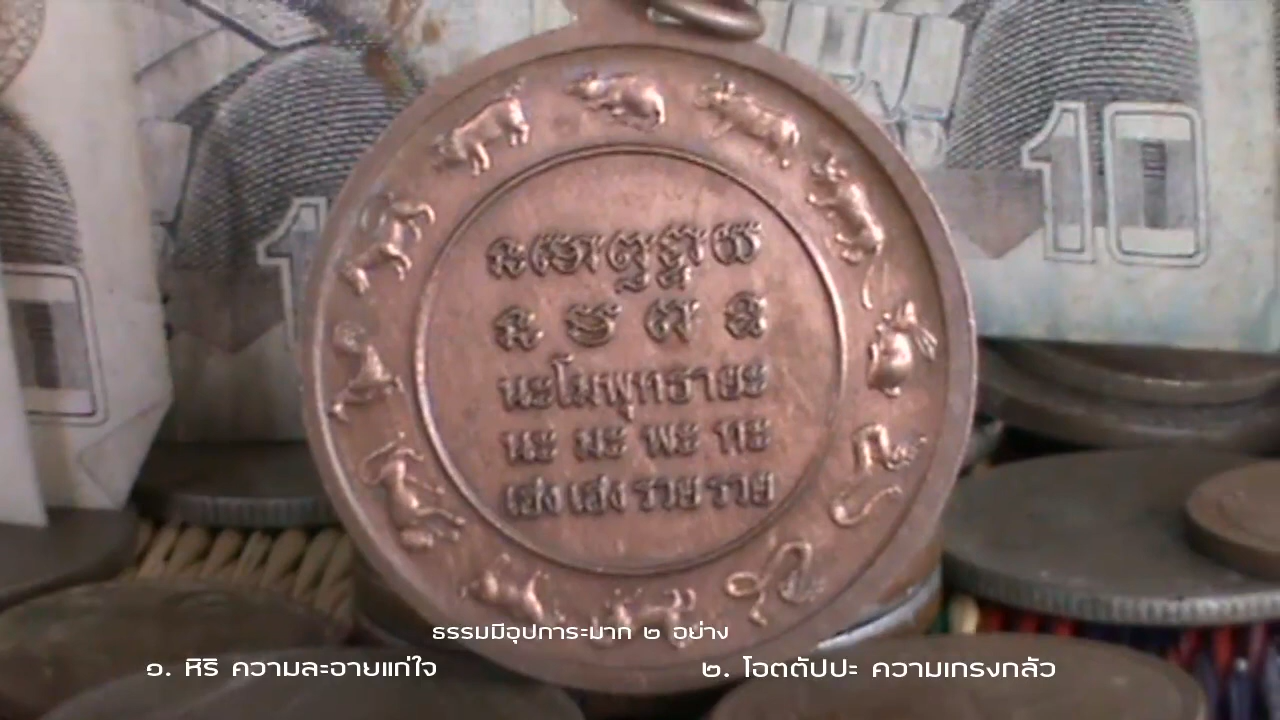 นะโมพุทธายะ
นะ มะ พะ ทะ
เฮง เฮง รวย รวย
10
10
10
ธรรมมีอุปการะมาก ๒ อย่าง
๑. หิริ ความละอายแก่ใจ
๒. โอตตัปปะ ความเกรงกลัว